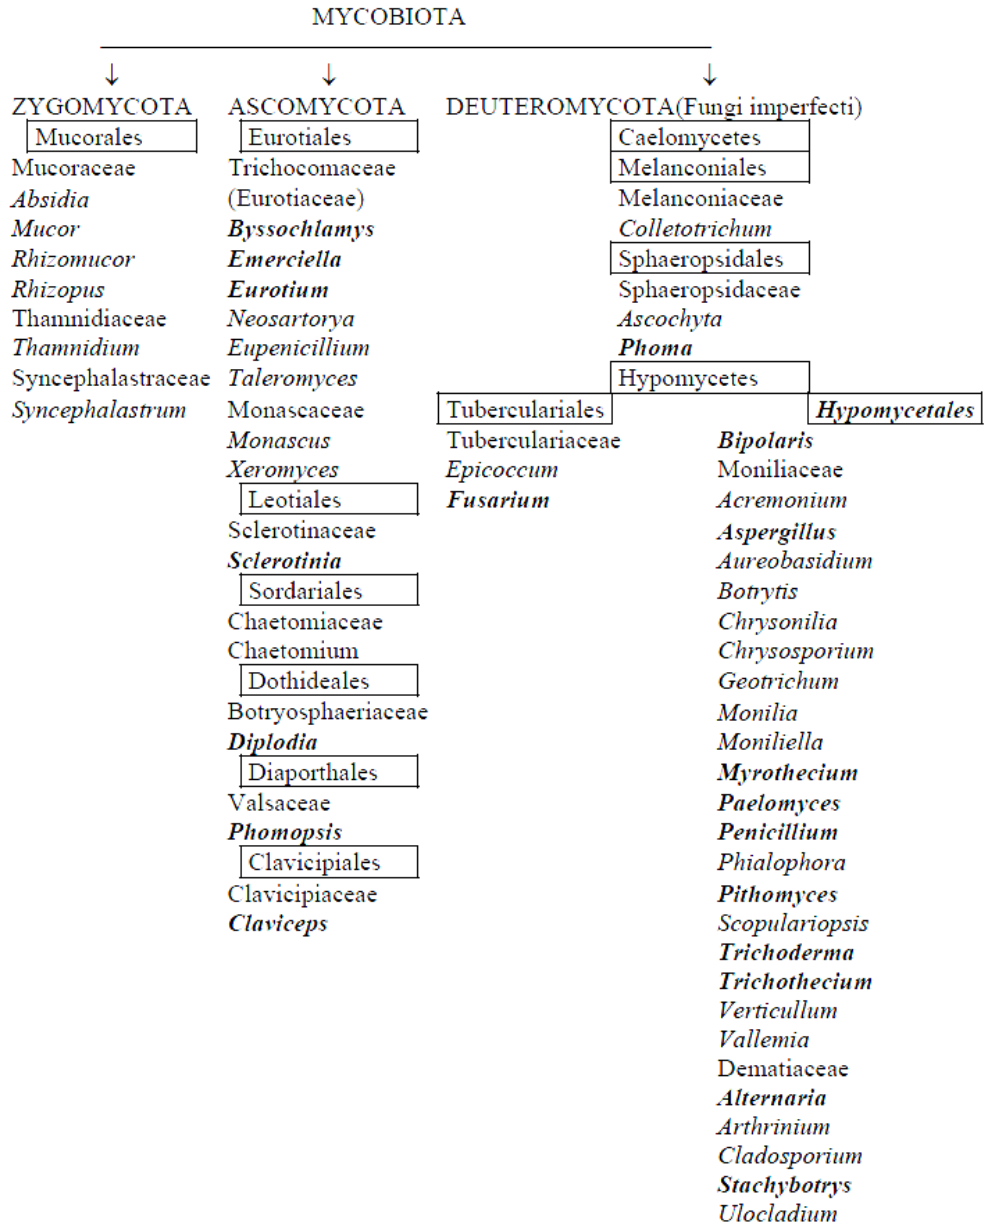 MYCOBIOTA
ZYGOMYCOTA
Mucorales
Mucoraceae
Absidia
Mucor
Rhizomucor
Rhizopus
Thamnidiaceae
Thamnidium
Syncephalastraceae
Syncephalastrum
ASCOMYCOTA
Eurotiales
Trichocomaceae
(Eurotiaceae)
Byssochlamys
Emerciella
Eurotium
Neosartorya
Eupenicillium
Taleromyces
Monascaceae
Monascus
Xeromyces
Leotiales
Sclerotinaceae
Sclerotinia
Sordariales
Chaetomiaceae
Chaetomium
Dothideales
Botryosphaeriaceae
Diplodia
Diaporthales
Valsaceae
Phomopsis
Clavicipiales
Clavicipiaceae
Claviceps
DEUTEROMYCOTA(Fungi imperfecti)
Caelomycetes
Melanconiales
Melanconiaceae
Colletotrichum
Sphaeropsidales
Sphaeropsidaceae
Ascochyta
Phoma
Hypomycetes
Tuberculariales
Tuberculariaceae
Epicoccum
Fusarium
Hypomycetales
Bipolaris
Moniliaceae
Acremonium
Aspergillus
Aureobasidium
Botrytis
Chrysonilia
Chrysosporium
Geotrichum
Monilia
Moniliella
Myrothecium
Paelomyces
Penicillium
Phialophora
Pithomyces
Scopulariopsis
Trichoderma
Trichothecium
Verticullum
Vallemia
Dematiaceae
Alternaria
Arthrinium
Cladosporium
Stachybotrys
Ulocladium